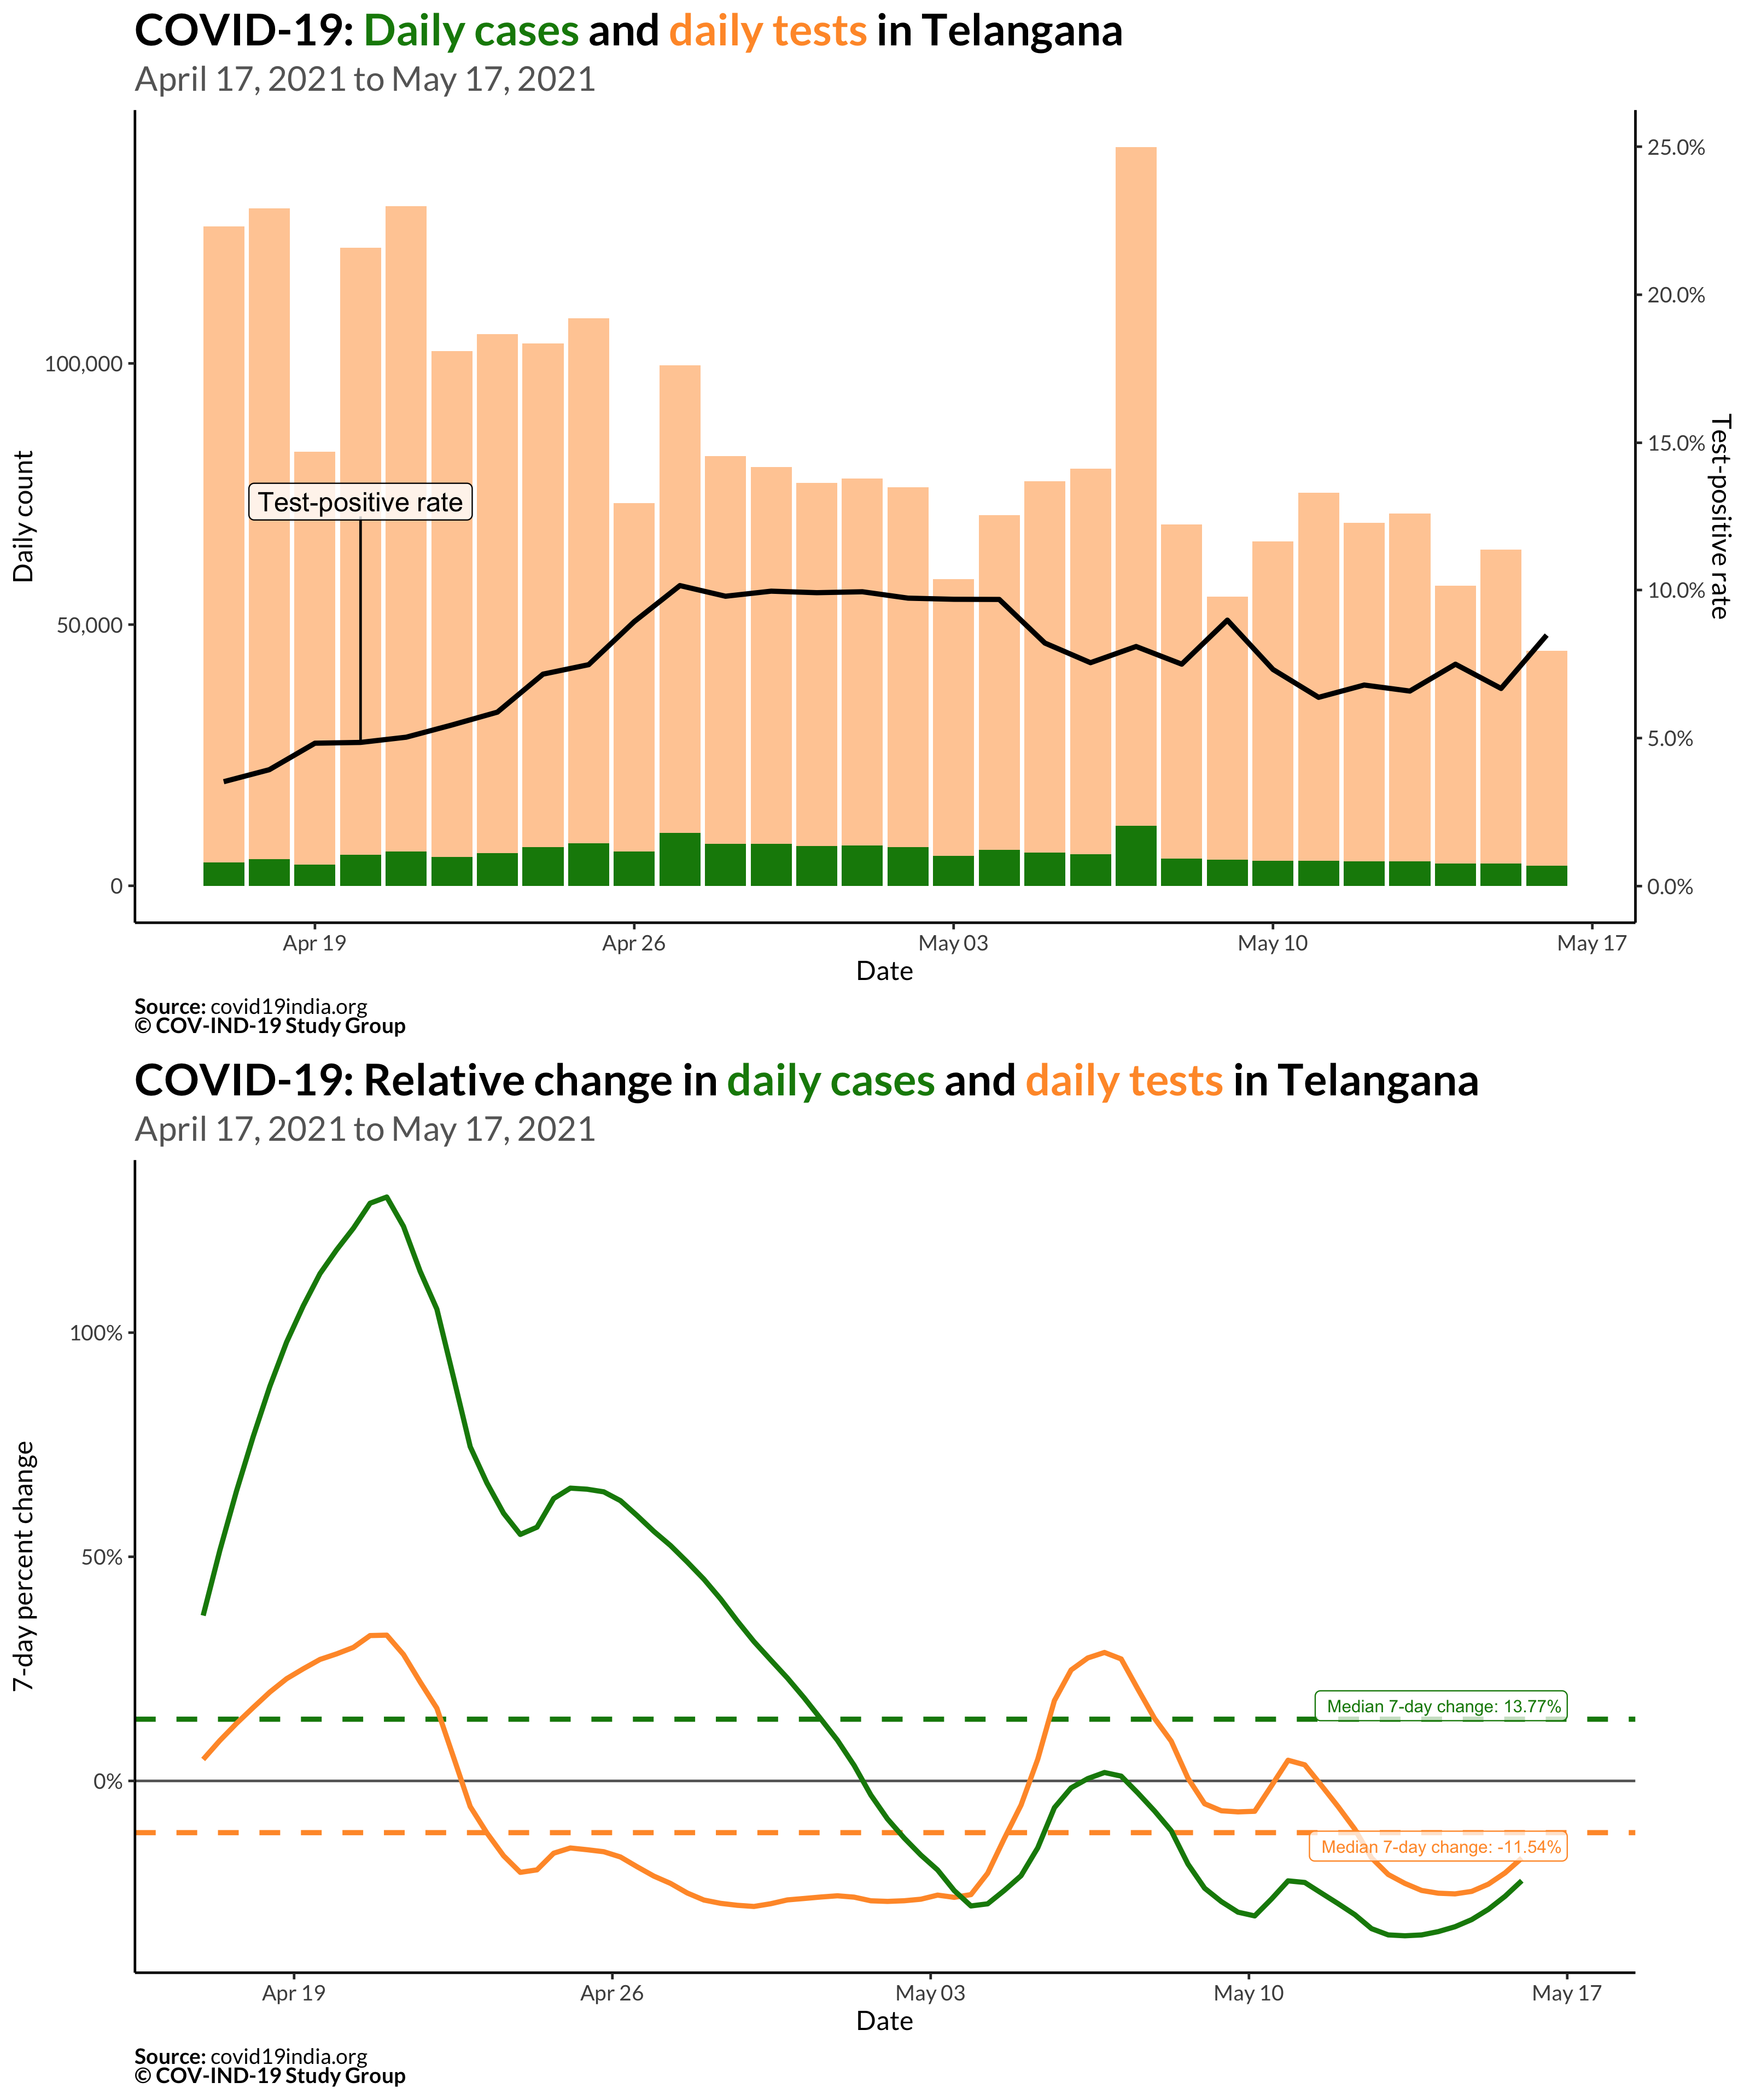 COVID-19: Daily cases and daily tests in Telangana
April 17, 2021 to May 17, 2021
Daily count
100,000
50,000
0
Test-positive rate
25.0%
20.0%
15.0%
10.0%
5.0%
0.0%
Test-positive rate
Apr 19
Apr 26
May 03
May 10
May 17
Date
Source: covid19india.org
© COV-IND-19 Study Group
COVID-19: Relative change in daily cases and daily tests in Telangana
April 17, 2021 to May 17, 2021
7-day percent change
100%
50%
0%
Median 7-day change: 13.77%
Median 7-day change: -11.54%
Apr 19
Apr 26
May 03
May 10
May 17
Date
Source: covid19india.org
© COV-IND-19 Study Group